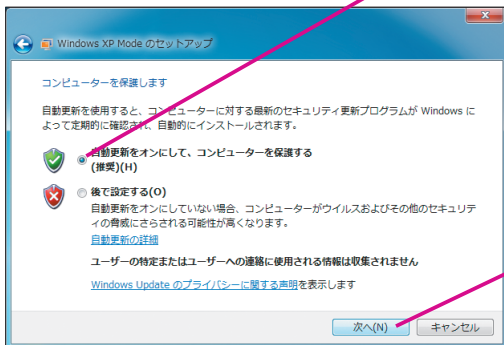 Windows XP Mode のセットアップ
コンピューターを保護します
自動更新を使用すると、コンピューターに対する最新のセキュリティ更新プログラムが Windows に
よって定期的に確認され、自動的にインストールされます。
自動更新をオンにして、コンピューターを保護する
(推奨)(H)
後で設定する(O)
自動更新をオンにしていない場合、コンピューターがウイルスおよびその他のセキュリテ
ィの脅威にさらされる可能性が高くなります。
自動更新の詳細
ユーザーの特定またはユーザーへの連絡に使用される情報は収集されません
Windows Update のプライバシーに関する声明を表示します
次へ(N)
キャンセル